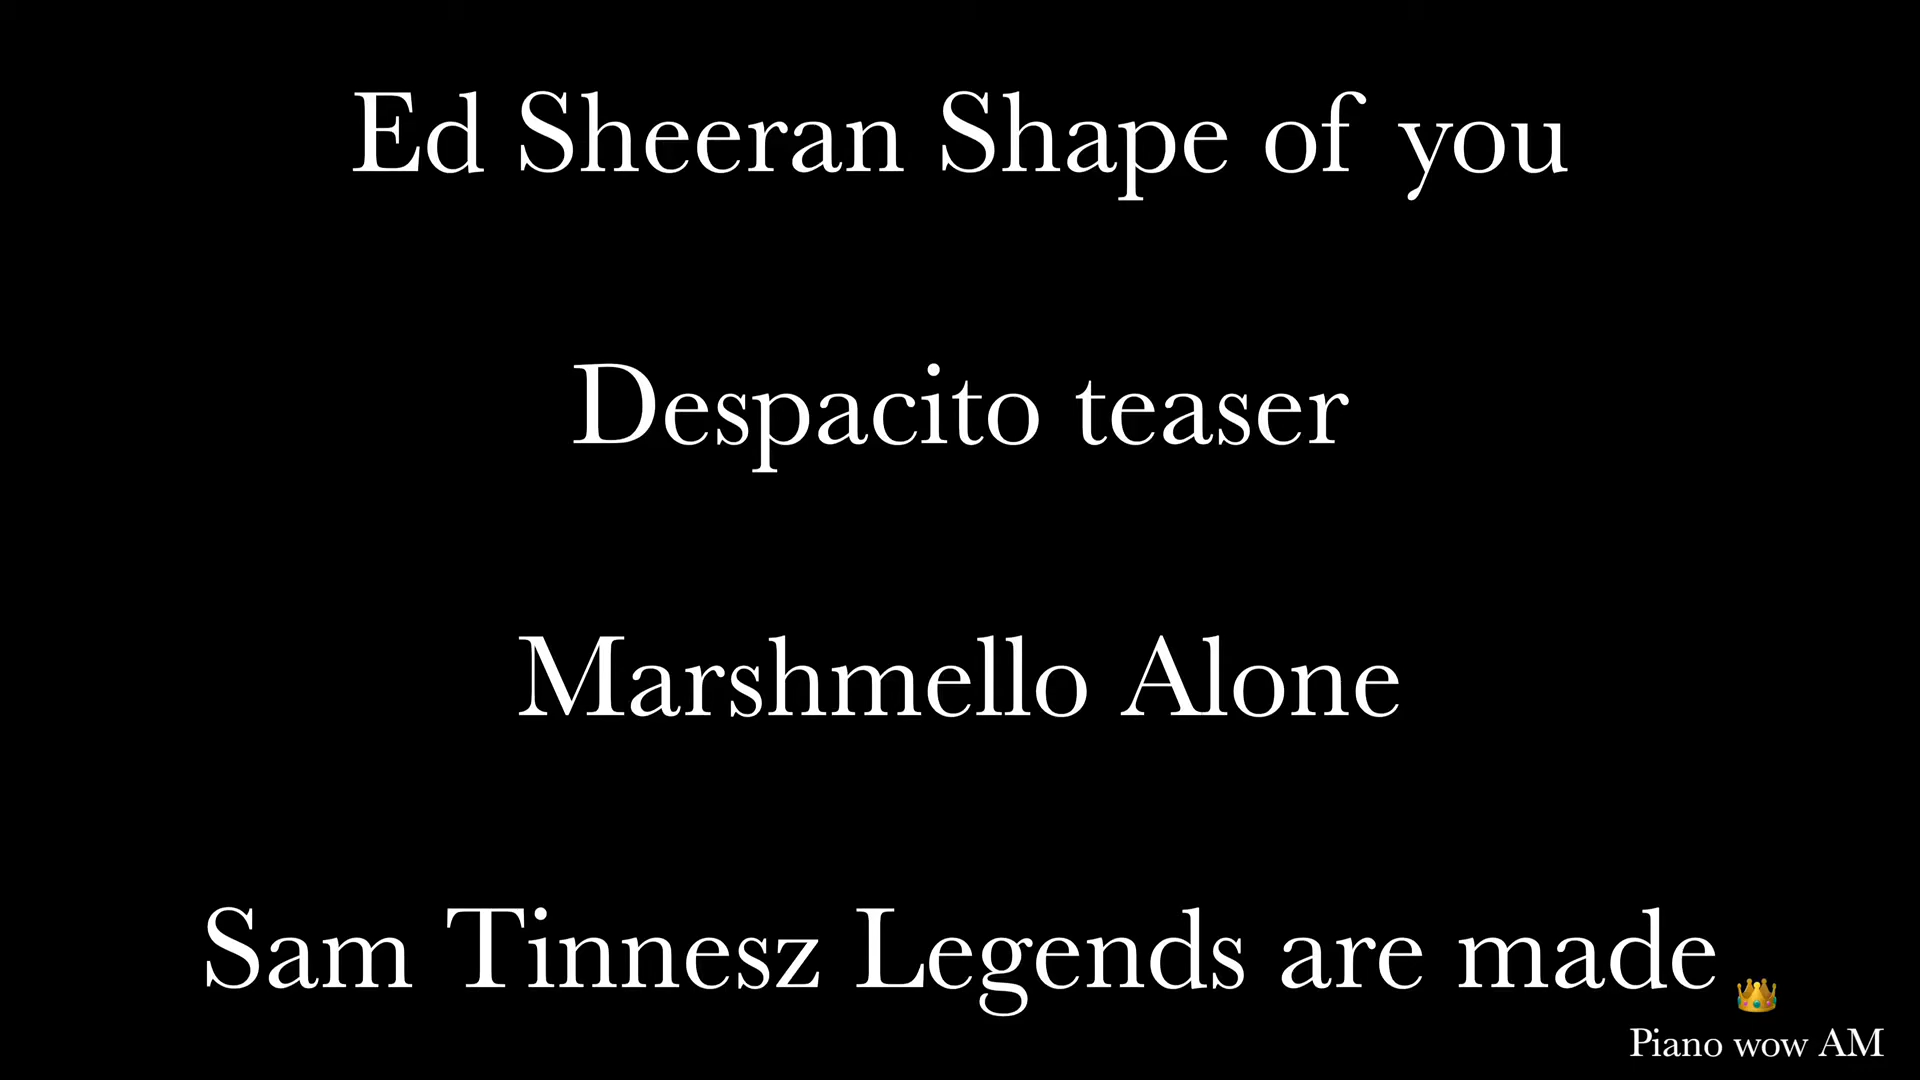 Ed Sheeran Shape of you
Despacito teaser
Marshmello Alone
Sam Tinnesz Legends are made
Piano wow AM